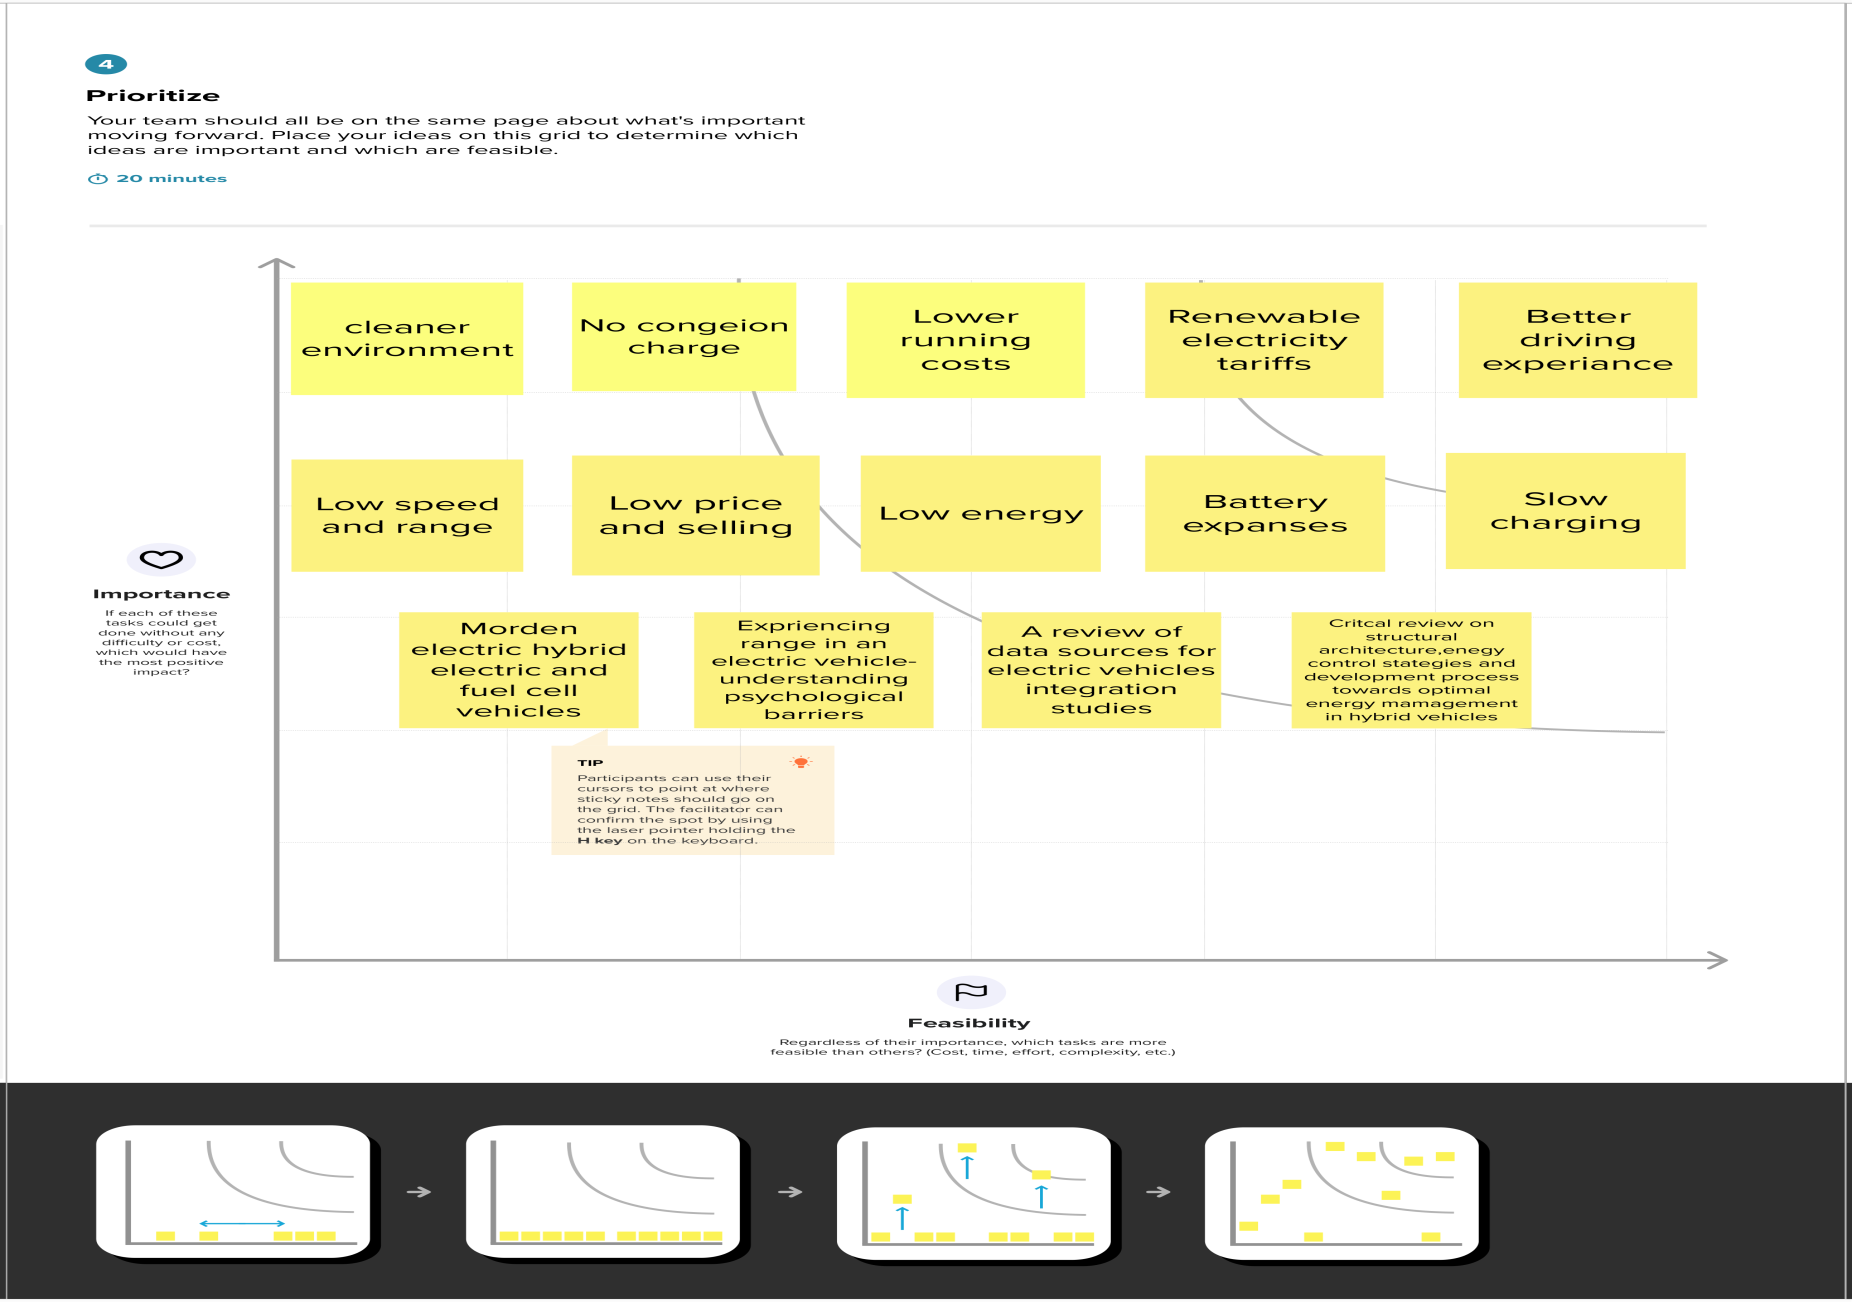 4
Prioritize
Your team should all be on the same page about what's important
moving forward. Place your ideas on this grid to determine which
ideas are important and which are feasible.
20 minutes
cleaner
environment
No congeion
charge
Lower
running
costs
Renewable
electricity
tariffs
Better
driving
experiance
Low speed
and range
Low price
and selling
Low energy
Battery
expanses
Slow
charging
Importance
If each of these
tasks could get
done without any
difficulty or cost,
which would have
the most positive
impact?
Morden
electric hybrid
electric and
fuel cell
vehicles
Expriencing
range in an
electric vehicle-
understanding
psychological
barriers
A review of
data sources for
electric vehicles
integration
studies
Critcal review on
structural
architecture,enegy
control stategies and
development process
towards optimal
energy mamagement
in hybrid vehicles
TIP
Participants can use their
cursors to point at where
sticky notes should go on
the grid. The facilitator can
confirm the spot by using
the laser pointer holding the
H key on the keyboard.
Feasibility
Regardless of their importance, which tasks are more
feasible than others? (Cost, time, effort, complexity, etc.)